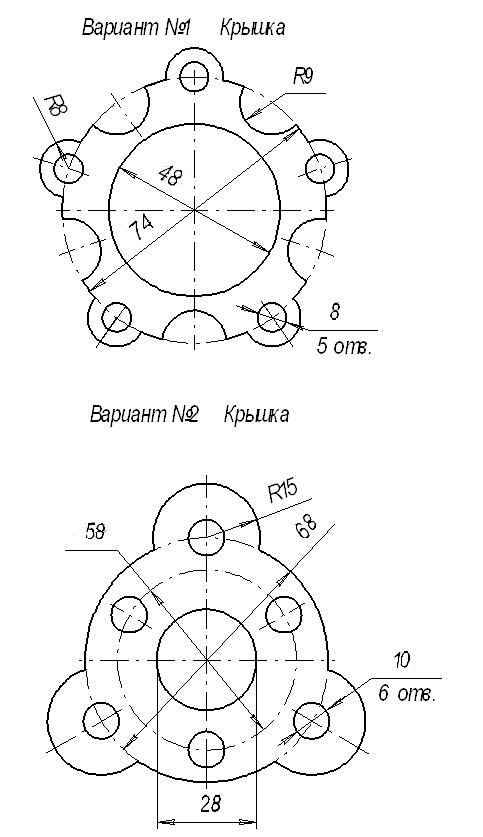 Вариант №1 Крышка
R9
R8
48
74
8
5 отв.
Вариант №2 Крышка
R15
58
68
10
6 отв.
28